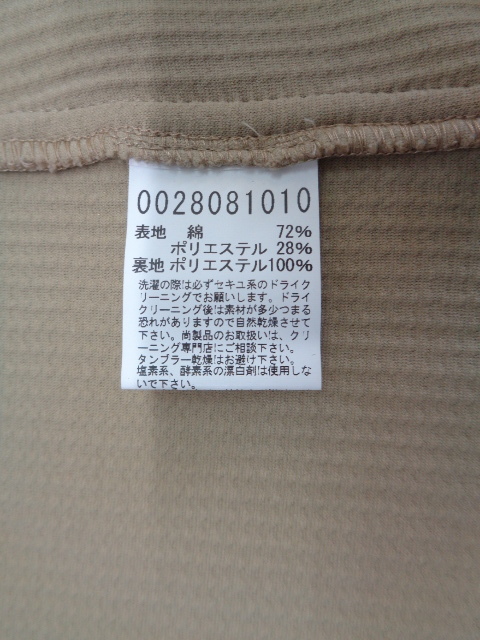 0028081010
表地 綿 72%
ポリエステル 28%
裏地 ポリエステル100%
洗濯の際は必ずセキユ系のドライク
リーニングでお願いします。ドライ
クリーニング後は素材が多少つまる
恐れがありますので自然乾燥させて
下さい。尚製品のお取扱いは、クリ
ーニング専門店にご相談下さい。
タンブラー乾燥はお避け下さい。
塩素系、酵素系の漂白剤は使用しな
いで下さい。